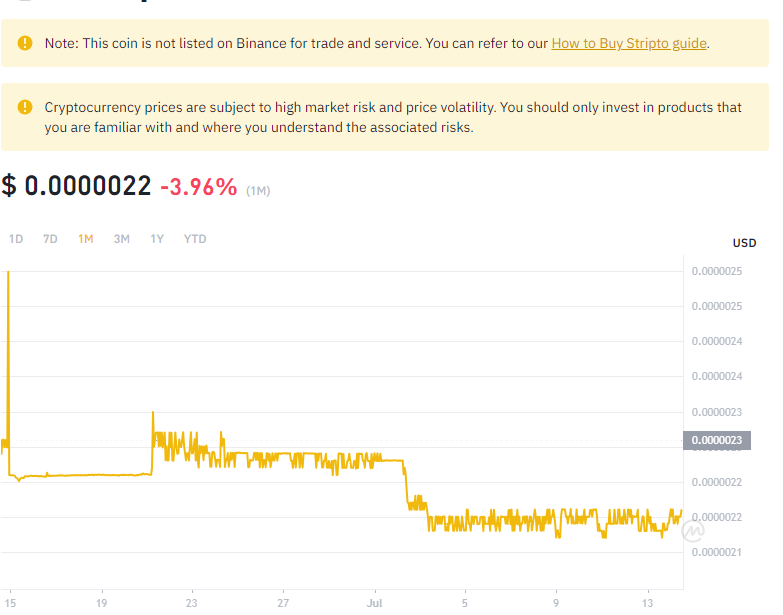 Note: This coin is not listed on Binance for trade and service. You can refer to our How to Buy Stripto guide.
Cryptocurrency prices are subject to high market risk and price volatility. You should only invest in products that
you are familiar with and where you understand the associated risks.
$ 0.0000022 -3.96% (1M)
1D 7D 1M 3M 1Y YTD
USD
0.0000025
0.0000025
0.0000024
0.0000024
0.0000023
0.0000023
0.0000022
0.0000022
0.0000021
15 19 23 27 Jul 5 9 13